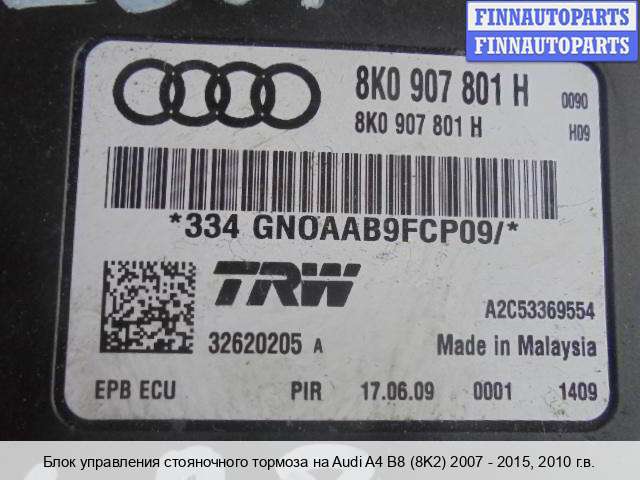 FINNAUTOPARTS
FINNAUTOPARTS
8K0 907 801 H 0090
8K0 907 801 H H09
*334 GNOAAB9FCP09/*
TRW
A2C53369554
32620205 A Made in Malaysia
EPB ECU PIR 17.06.09 0001 1409
Блок управления стояночного тормоза на Audi A4 B8 (8K2) 2007 - 2015, 2010 г.в.